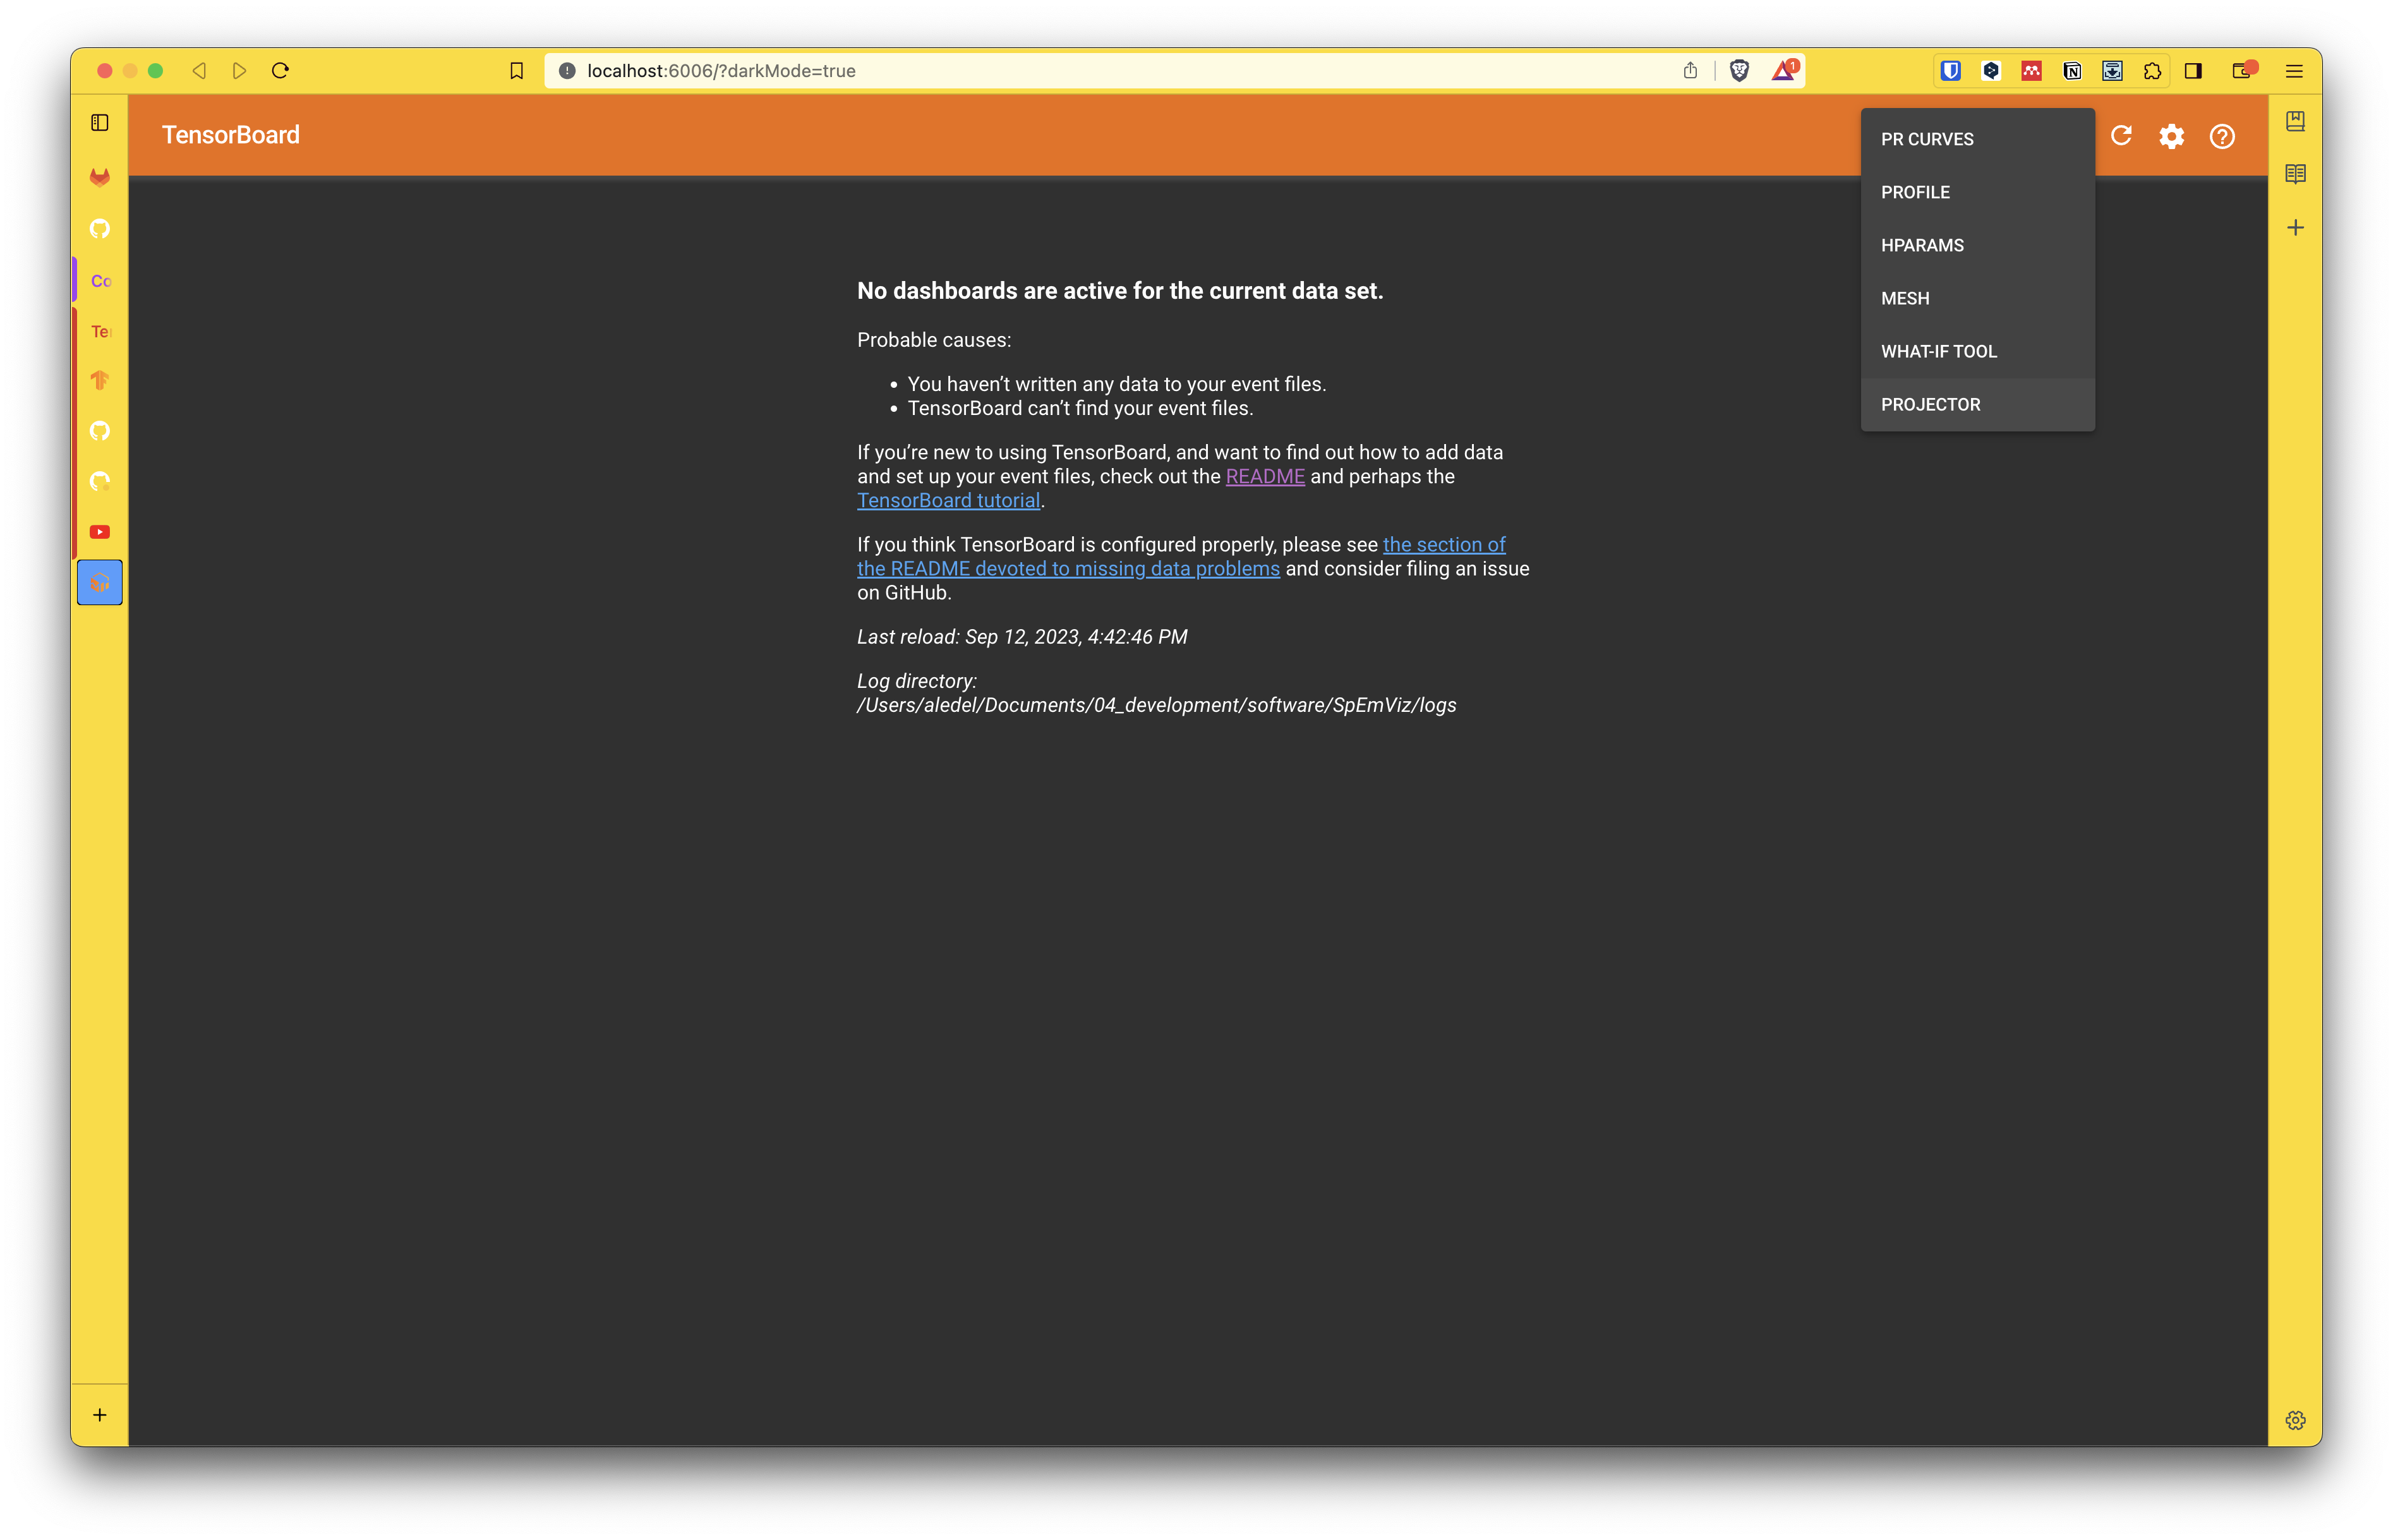 localhost:6006/?darkMode=true
1
Co
Te
TensorBoard
PR CURVES
PROFILE
HPARAMS
MESH
WHAT-IF TOOL
PROJECTOR
No dashboards are active for the current data set.
Probable causes:
• You haven’t written any data to your event files.
• TensorBoard can’t find your event files.
If you’re new to using TensorBoard, and want to find out how to add data
and set up your event files, check out the README and perhaps the
TensorBoard tutorial.
If you think TensorBoard is configured properly, please see the section of
the README devoted to missing data problems and consider filing an issue
on GitHub.
Last reload: Sep 12, 2023, 4:42:46 PM
Log directory:
/Users/aledel/Documents/04_development/software/SpEmViz/logs